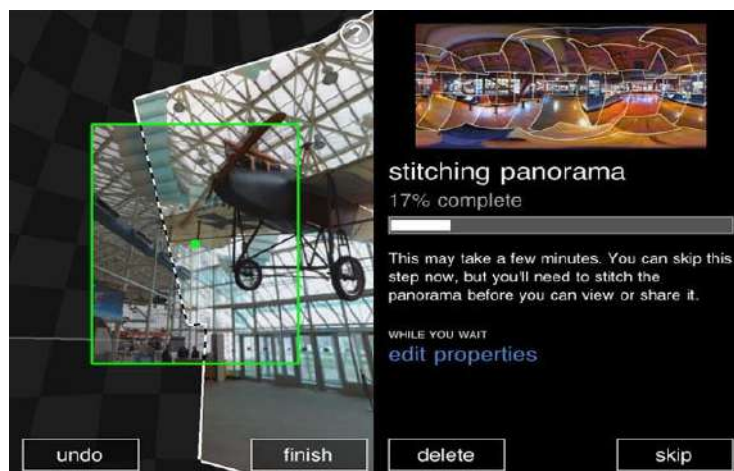 ?
undo
finish
stitching panorama
17% complete
This may take a few minutes. You can skip this
step now, but you'll need to stitch the
panorama before you can view or share it.
WHILE YOU WAIT
edit properties
delete
skip